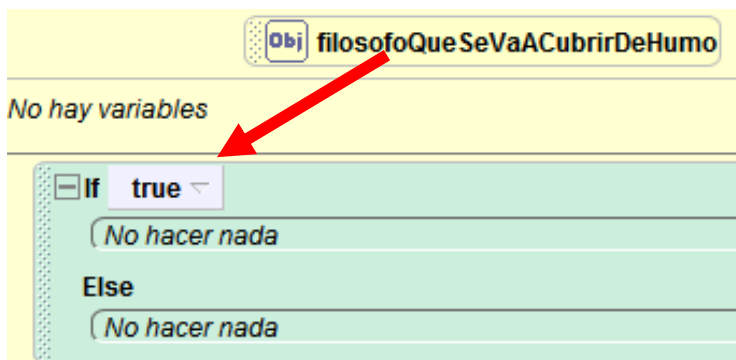 Obj filosofoQueSeVaACubrirDeHumo
No hay variables
If true
No hacer nada
Else
No hacer nada